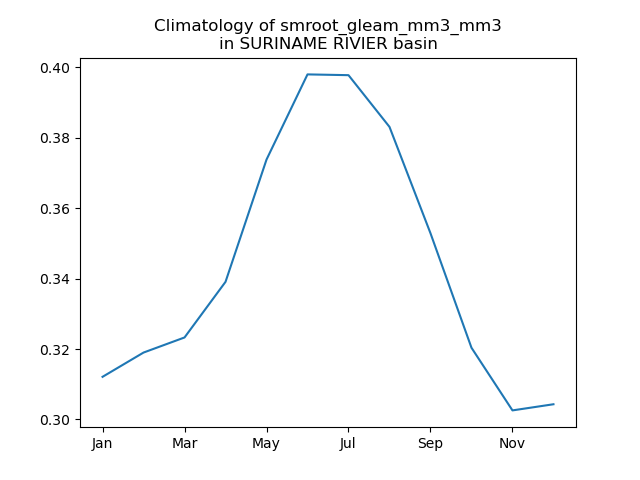 Climatology of smroot_gleam_mm3_mm3
in SURINAME RIVIER basin
0.40
0.38
0.36
0.34
0.32
0.30
Jan Mar May Jul Sep Nov